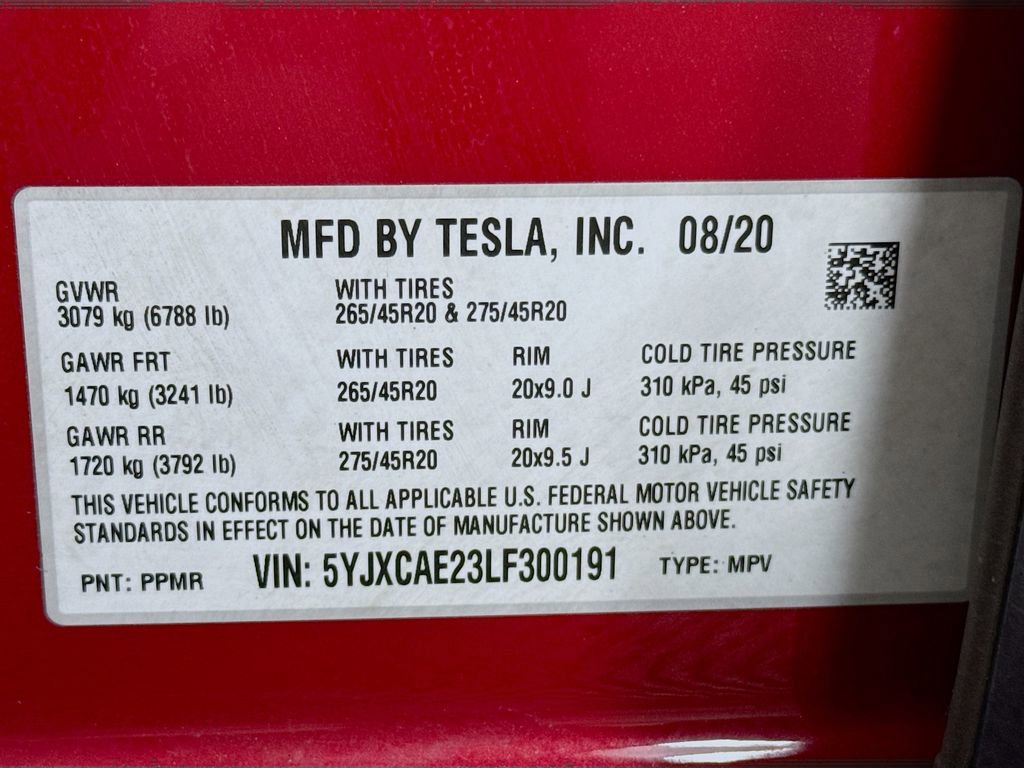 MFD BY TESLA, INC. 08/20
GVWR WITH TIRES
3079 kg (6788 lb) 265/45R20 & 275/45R20
GAWR FRT WITH TIRES RIM COLD TIRE PRESSURE
1470 kg (3241 lb) 265/45R20 20x9.0 J 310 kPa, 45 psi
GAWR RR WITH TIRES RIM COLD TIRE PRESSURE
1720 kg (3792 lb) 275/45R20 20x9.5 J 310 kPa, 45 psi
THIS VEHICLE CONFORMS TO ALL APPLICABLE U.S. FEDERAL MOTOR VEHICLE SAFETY
STANDARDS IN EFFECT ON THE DATE OF MANUFACTURE SHOWN ABOVE.
PNT: PPMR VIN: 5YJXCAE23LF300191 TYPE: MPV